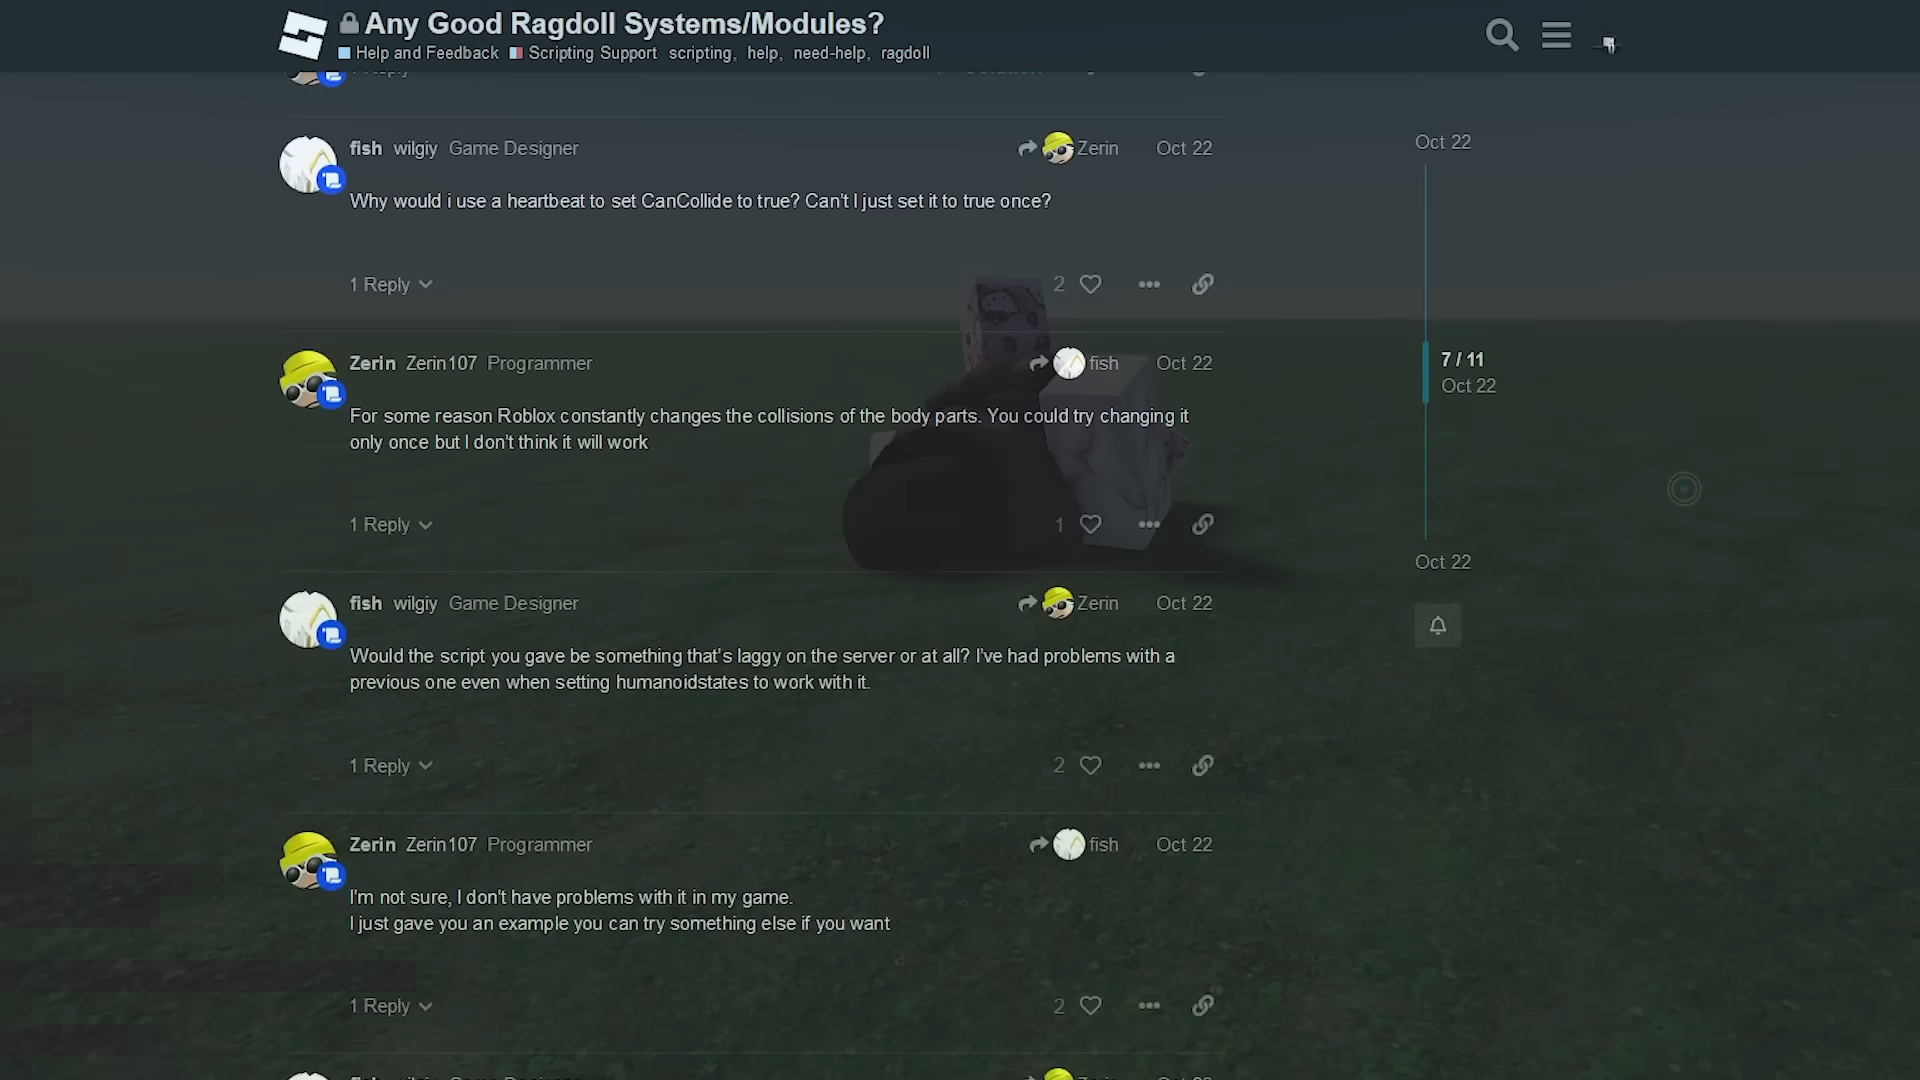 Any Good Ragdoll Systems/Modules?
Help and Feedback Scripting Support scripting, help, need-help, ragdoll
fish wilgiy Game Designer Zerin Oct 22
Why would i use a heartbeat to set CanCollide to true? Can't I just set it to true once?
1 Reply 2
Zerin Zerin107 Programmer fish Oct 22
For some reason Roblox constantly changes the collisions of the body parts. You could try changing it
only once but I don't think it will work
1 Reply 1
fish wilgiy Game Designer Zerin Oct 22
Would the script you gave be something that's laggy on the server or at all? I've had problems with a
previous one even when setting humanoidstates to work with it.
1 Reply 2
Zerin Zerin107 Programmer fish Oct 22
I'm not sure, I don't have problems with it in my game.
I just gave you an example you can try something else if you want
1 Reply 2
Oct 22
7 / 11
Oct 22
Oct 22